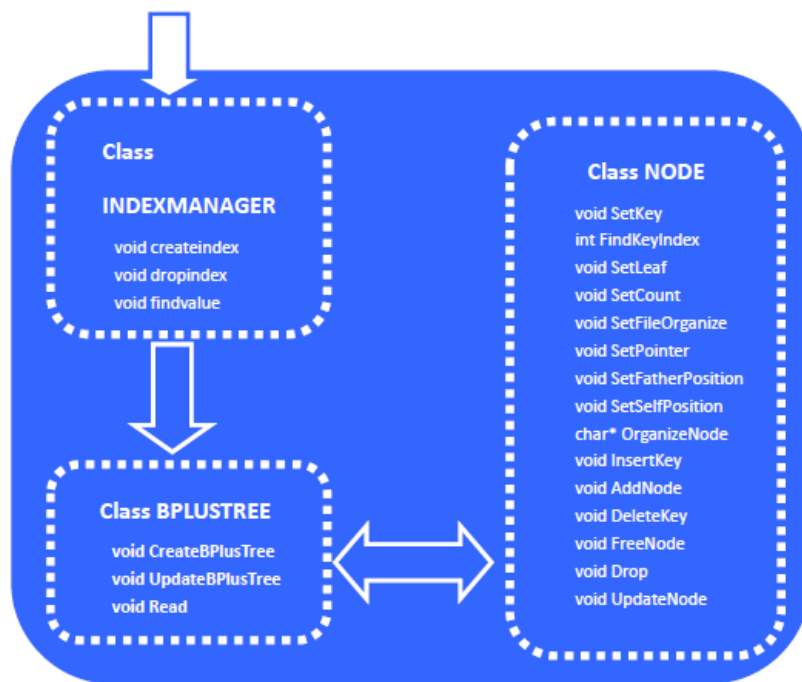 Class
INDEXMANAGER
void createindex
void dropindex
void findvalue
Class BPLUSTREE
void CreateBPlusTree
void UpdateBPlusTree
void Read
Class NODE
void SetKey
int FindKeyIndex
void SetLeaf
void SetCount
void SetFileOrganize
void SetPointer
void SetFatherPosition
void SetSelfPosition
char* OrganizeNode
void InsertKey
void AddNode
void DeleteKey
void FreeNode
void Drop
void UpdateNode